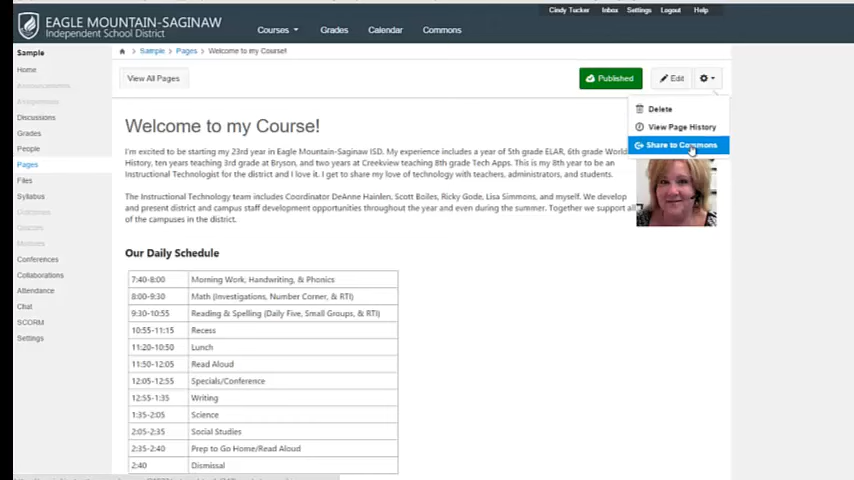 Cindy Tucker Inbox Settings Logout Help
EAGLE MOUNTAIN-SAGINAW
Independent School District
Courses Grades Calendar Commons
Sample
Sample Pages Welcome to my Course!
Home
Announcements
Assignments
Discussions
Grades
People
Pages
Files
Syllabus
Outcomes
Quizzes
Modules
Conferences
Collaborations
Attendance
Chat
SCORM
Settings
View All Pages
Published
Edit
Delete
View Page History
Share to Commons
Welcome to my Course!
I'm excited to be starting my 23rd year in Eagle Mountain-Saginaw ISD. My experience includes a year of 5th grade ELAR, 6th grade World
History, ten years teaching 3rd grade at Bryson, and two years at Creekview teaching 8th grade Tech Apps. This is my 8th year to be an
Instructional Technologist for the district and I love it. I get to share my love of technology with teachers, administrators, and students.
The Instructional Technology team includes Coordinator DeAnne Hainlen, Scott Boiles, Ricky Gode, Lisa Simmons, and myself. We develop
and present district and campus staff development opportunities throughout the year and even during the summer. Together we support all
of the campuses in the district.
Our Daily Schedule
7:40-8:00 Morning Work, Handwriting, & Phonics
8:00-9:30 Math (Investigations, Number Corner, & RTI)
9:30-10:55 Reading & Spelling (Daily Five, Small Groups, & RTI)
10:55-11:15 Recess
11:20-10:50 Lunch
11:50-12:05 Read Aloud
12:05-12:55 Specials/Conference
12:55-1:35 Writing
1:35-2:05 Science
2:05-2:35 Social Studies
2:35-2:40 Prep to Go Home/Read Aloud
2:40 Dismissal